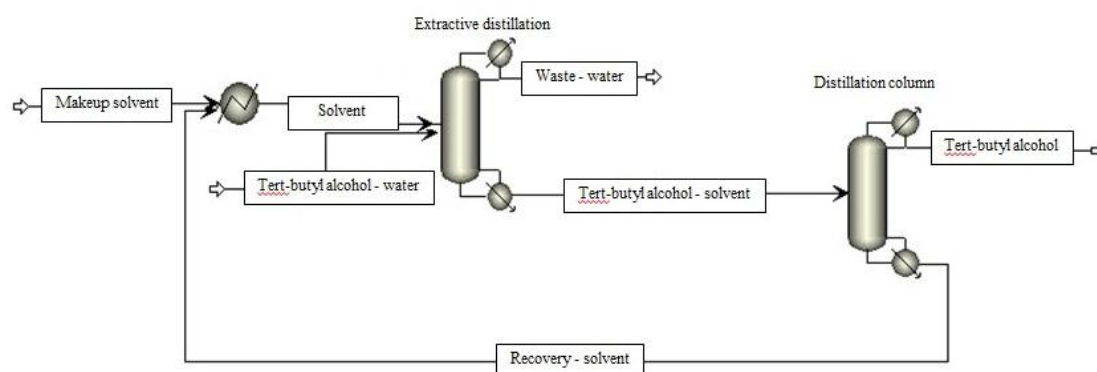 Extractive distillation
Waste - water
Distillation column
Makeup solvent
Solvent
Tert-butyl alcohol
Tert-butyl alcohol - water
Tert-butyl alcohol - solvent
Recovery - solvent